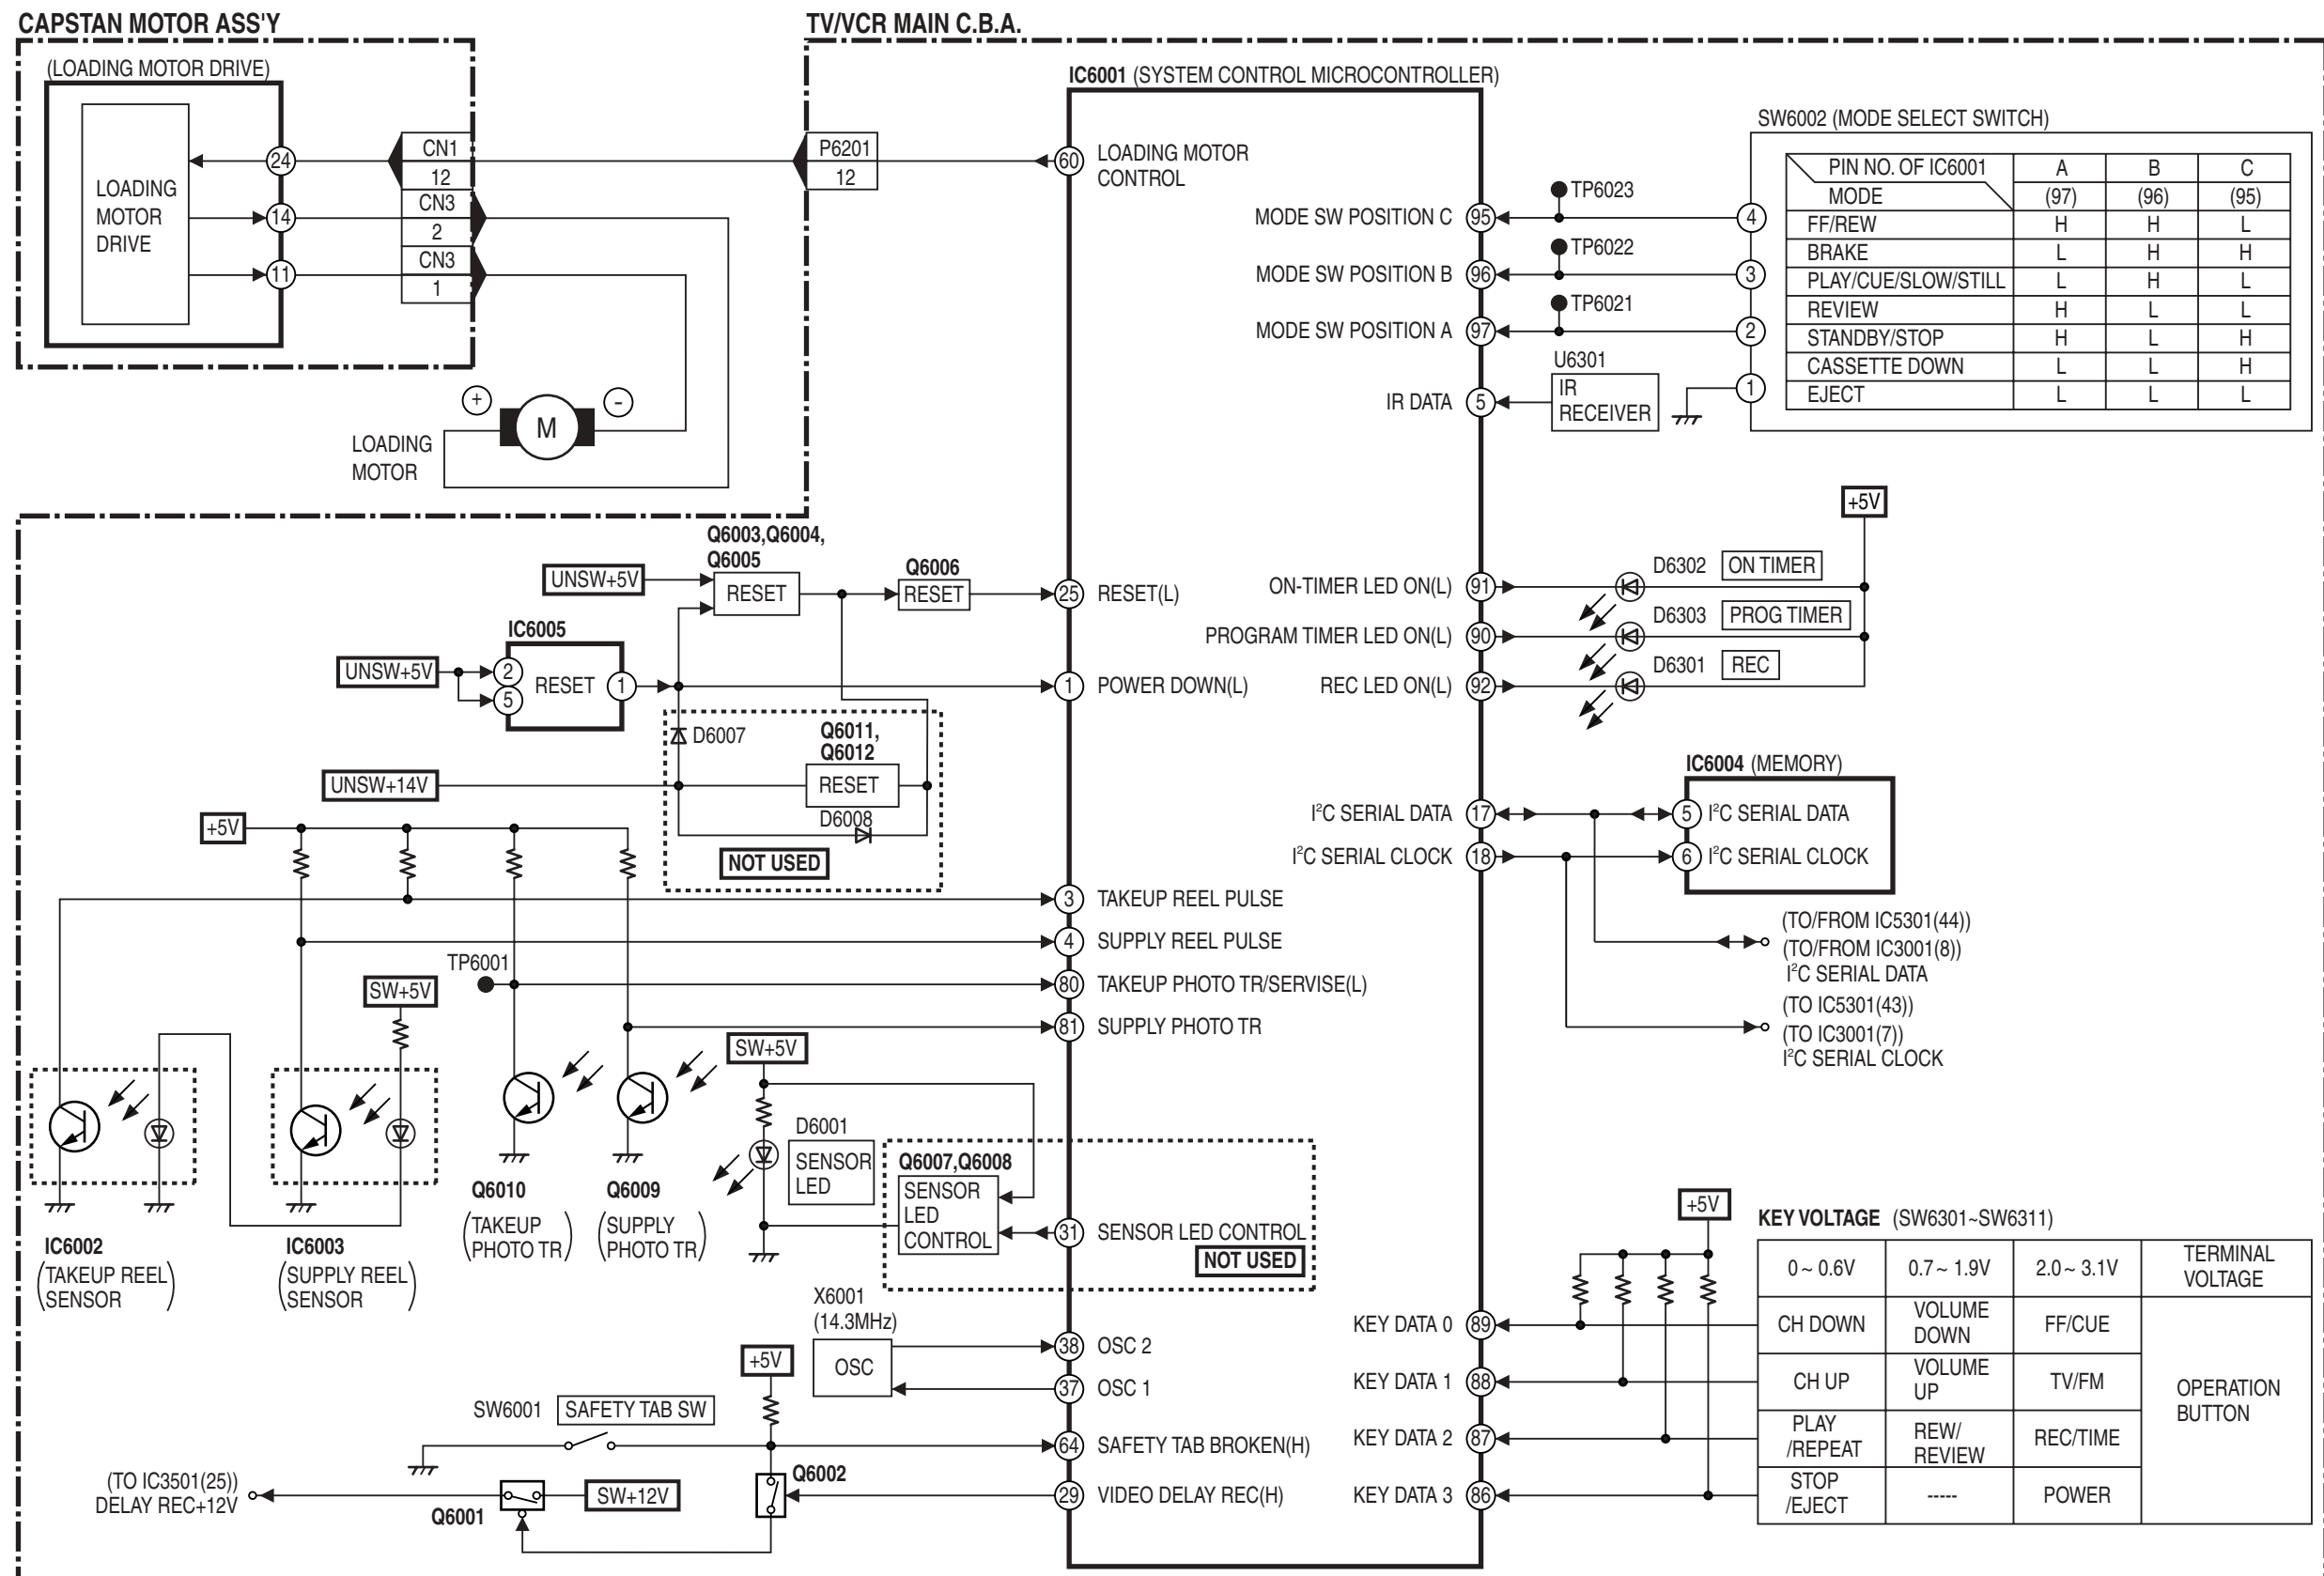 CAPSTAN MOTOR ASS'Y
TV/VCR MAIN C.B.A.
(LOADING MOTOR DRIVE)
LOADING
MOTOR
DRIVE
24
14
11
CN1
12
CN3
2
CN3
1
P6201
12
+
-
M
LOADING
MOTOR
IC6001 (SYSTEM CONTROL MICROCONTROLLER)
60 LOADING MOTOR
CONTROL
MODE SW POSITION C 95
TP6023
4
MODE SW POSITION B 96
TP6022
3
MODE SW POSITION A 97
TP6021
2
1
IR DATA 5
U6301
IR
RECEIVER
SW6002 (MODE SELECT SWITCH)
PIN NO. OF IC6001 A B C
MODE (97) (96) (95)
FF/REW H H L
BRAKE L H H
PLAY/CUE/SLOW/STILL L H L
REVIEW H L L
STANDBY/STOP H L H
CASSETTE DOWN L L H
EJECT L L L
Q6003,Q6004,
Q6005
UNSW+5V
RESET
Q6006
RESET
25 RESET(L)
IC6005
UNSW+5V
2
5
RESET 1
1 POWER DOWN(L)
D6007
Q6011,
Q6012
UNSW+14V
RESET
D6008
NOT USED
+5V
ON-TIMER LED ON(L) 91
D6302 ON TIMER
PROGRAM TIMER LED ON(L) 90
D6303 PROG TIMER
REC LED ON(L) 92
D6301 REC
IC6004 (MEMORY)
I²C SERIAL DATA 17
5 I²C SERIAL DATA
I²C SERIAL CLOCK 18
6 I²C SERIAL CLOCK
(TO/FROM IC5301(44))
(TO/FROM IC3001(8))
I²C SERIAL DATA
(TO IC5301(43))
(TO IC3001(7))
I²C SERIAL CLOCK
+5V
3 TAKEUP REEL PULSE
4 SUPPLY REEL PULSE
TP6001
80 TAKEUP PHOTO TR/SERVISE(L)
81 SUPPLY PHOTO TR
SW+5V
SW+5V
IC6002
(TAKEUP REEL
SENSOR)
IC6003
(SUPPLY REEL
SENSOR)
Q6010
(TAKEUP
PHOTO TR)
Q6009
(SUPPLY
PHOTO TR)
D6001
SENSOR
LED
Q6007,Q6008
SENSOR
LED
CONTROL
31 SENSOR LED CONTROL
NOT USED
X6001
(14.3MHz)
OSC
38 OSC 2
37 OSC 1
+5V
SW6001 SAFETY TAB SW
64 SAFETY TAB BROKEN(H)
(TO IC3501(25))
DELAY REC+12V
Q6001
SW+12V
Q6002
29 VIDEO DELAY REC(H)
+5V
KEY DATA 0 89
KEY DATA 1 88
KEY DATA 2 87
KEY DATA 3 86
KEY VOLTAGE (SW6301~SW6311)
0 ~ 0.6V 0.7 ~ 1.9V 2.0 ~ 3.1V TERMINAL
VOLTAGE
CH DOWN VOLUME
DOWN FF/CUE
CH UP VOLUME
UP TV/FM
PLAY
/REPEAT REW/
REVIEW REC/TIME
STOP
/EJECT ----- POWER
OPERATION
BUTTON